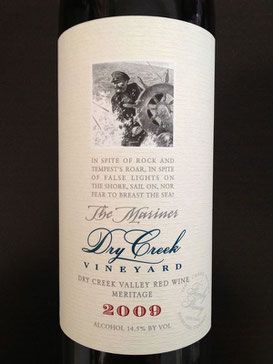 IN SPITE OF ROCK AND
TEMPEST'S ROAR, IN SPITE
OF FALSE LIGHTS ON
THE SHORE, SAIL ON, NOR
FEAR TO BREAST THE SEA!
The Mariner
Dry Creek
VINEYARD
DRY CREEK VALLEY RED WINE
MERITAGE
2009
ALCOHOL 14.5% BY VOL